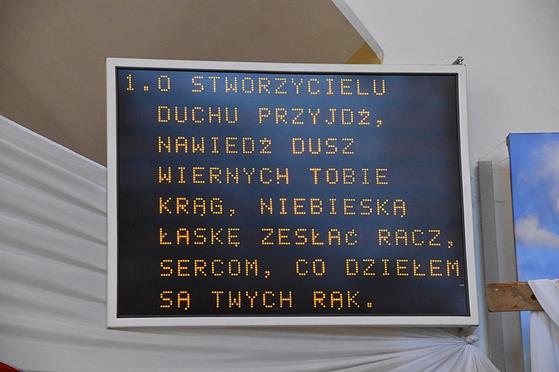 1.O STWORZYCIELU
DUCHU PRZYJDŹ,
NAWIEDŹ DUSZ
WIERNYCH TOBIE
KRĄG, NIEBIESKĄ
ŁASKĘ ZESŁAĆ RACZ,
SERCOM, CO DZIEŁEM
SĄ TWYCH RĄK.